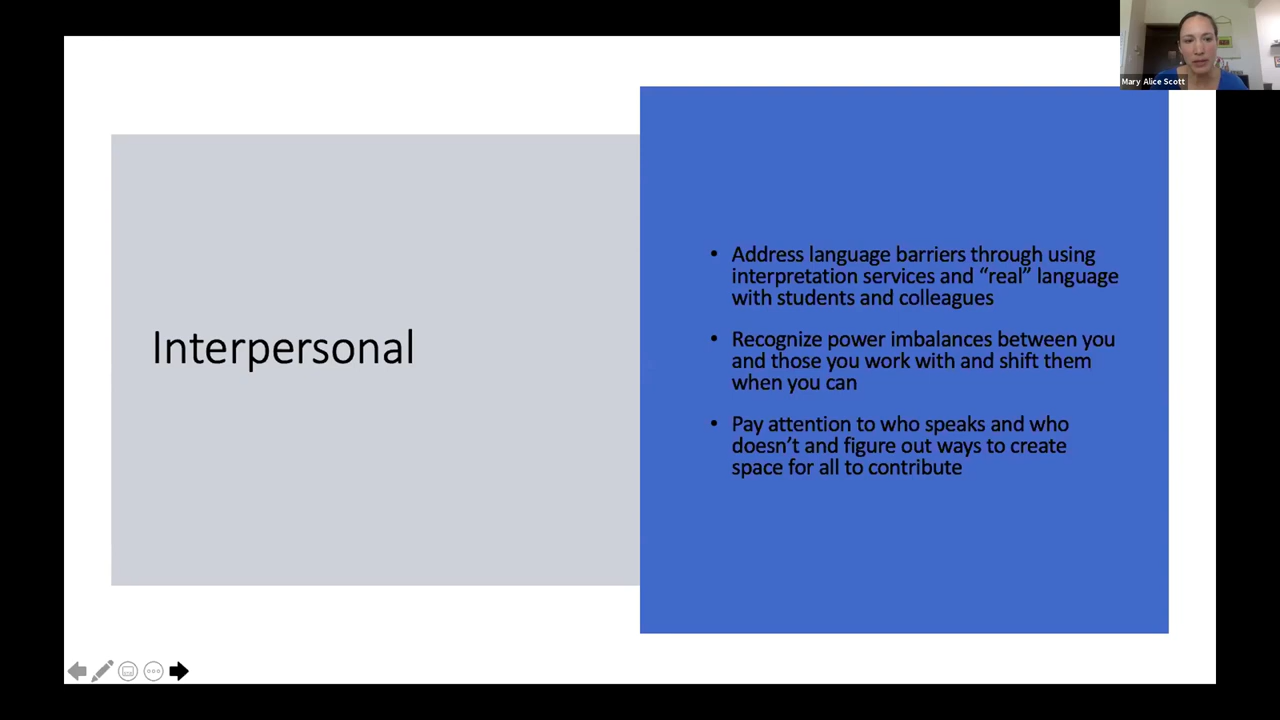 Mary Alice Scott
Interpersonal
• Address language barriers through using
interpretation services and “real” language
with students and colleagues
• Recognize power imbalances between you
and those you work with and shift them
when you can
• Pay attention to who speaks and who
doesn’t and figure out ways to create
space for all to contribute